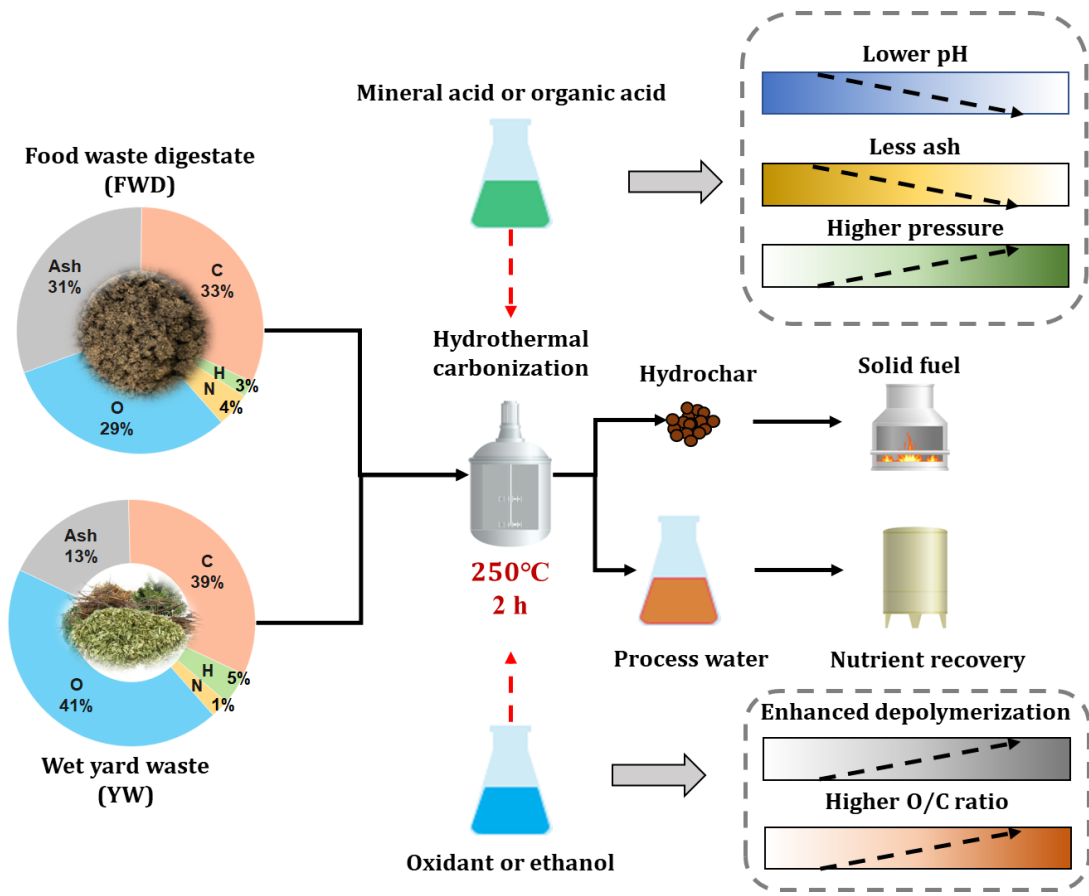 Mineral acid or organic acid
Lower pH
Less ash
Higher pressure
Food waste digestate
(FWD)
Ash
31%
C
33%
H
3%
N
4%
O
29%
Hydrothermal
carbonization
250°C
2 h
Hydrochar
Solid fuel
Process water
Nutrient recovery
Ash
13%
C
39%
H
5%
N
1%
O
41%
Wet yard waste
(YW)
Oxidant or ethanol
Enhanced depolymerization
Higher O/C ratio